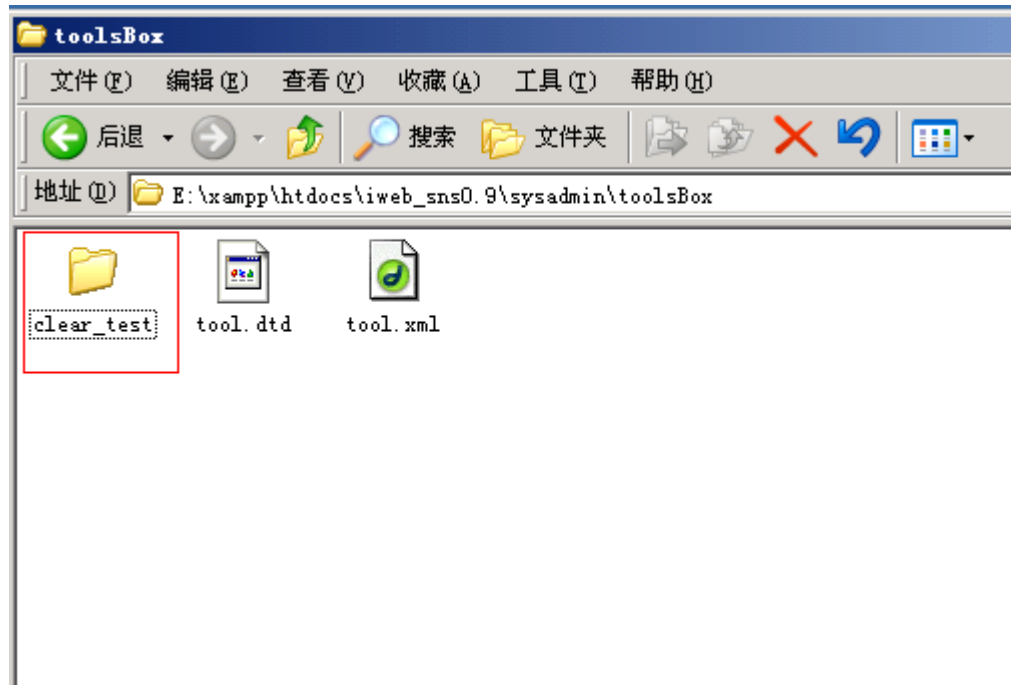 toolsBox
文件(F) 编辑(E) 查看(V) 收藏(A) 工具(T) 帮助(H)
后退 搜索 文件夹
地址(D) E:\xampp\htdocs\iweb_sns0.9\sysadmin\toolsBox
clear_test tool.dtd tool.xml